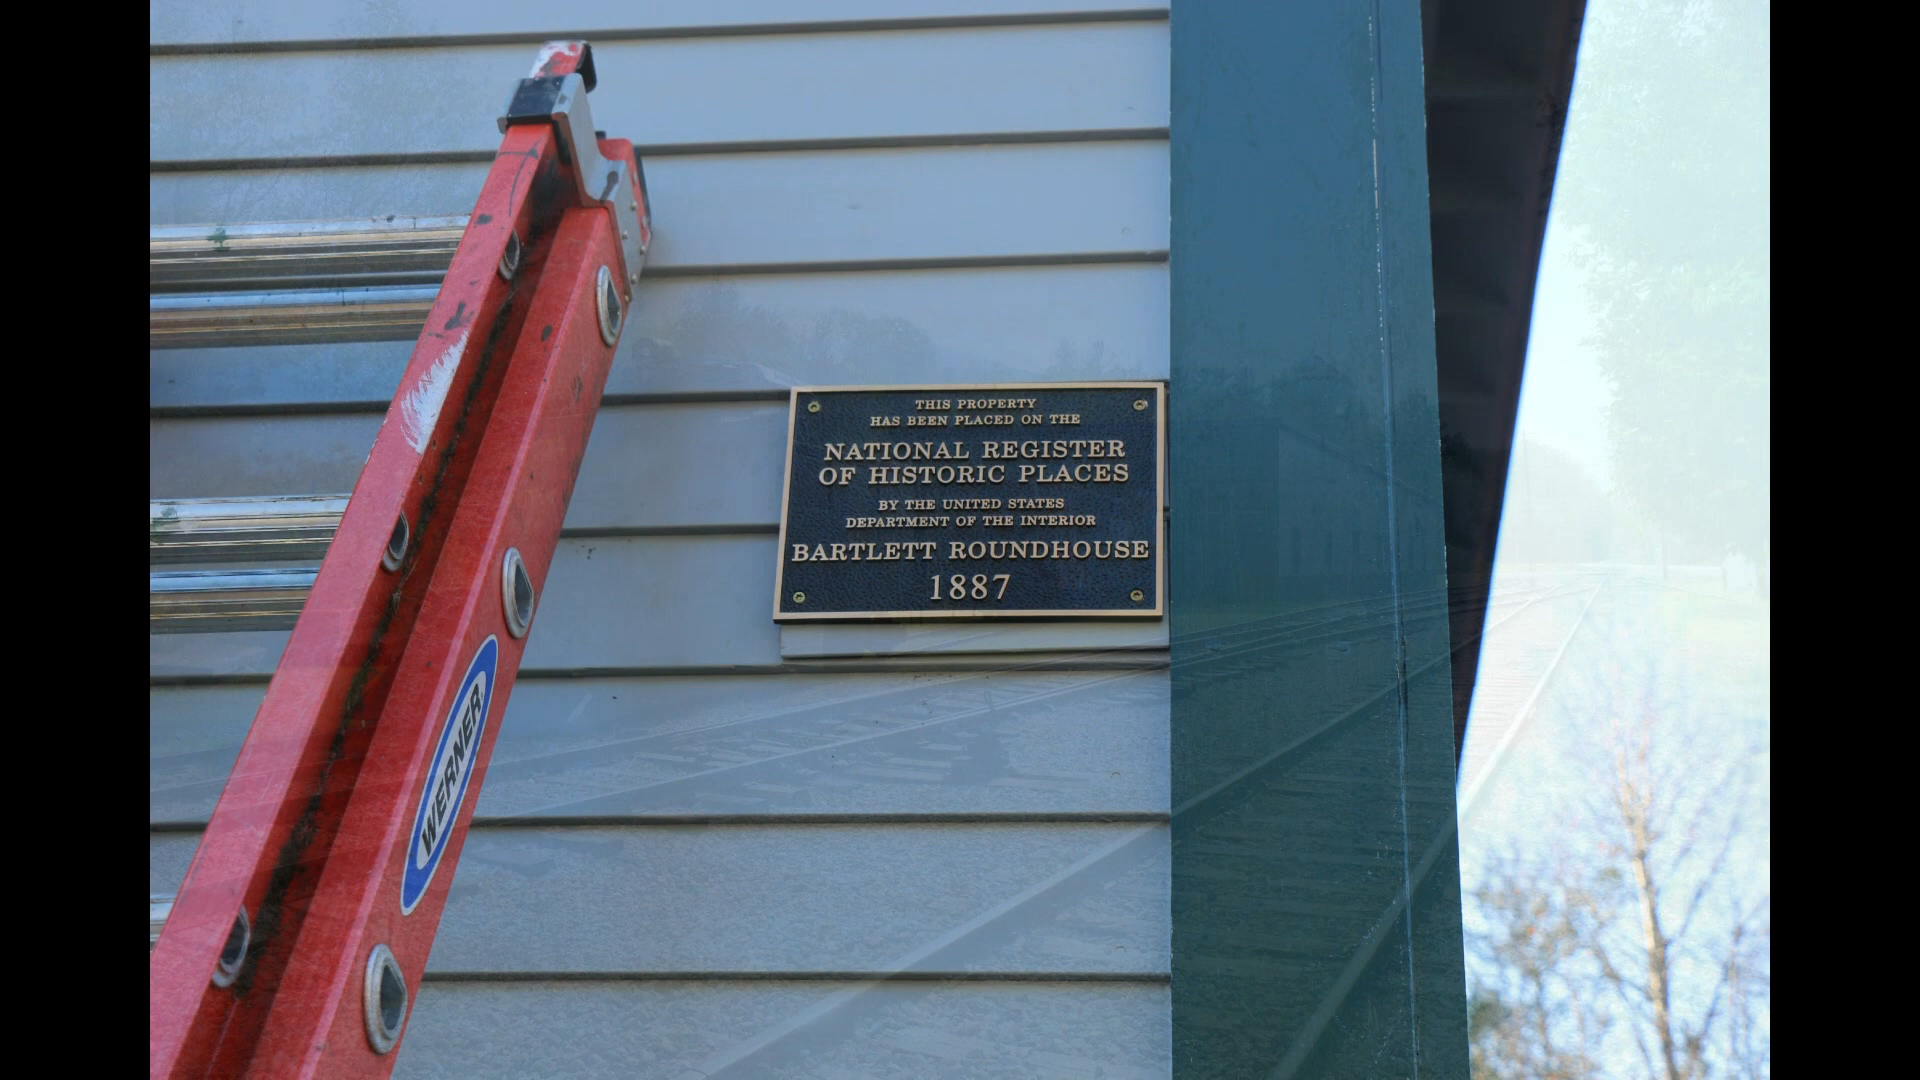 THIS PROPERTY
HAS BEEN PLACED ON THE
NATIONAL REGISTER
OF HISTORIC PLACES
BY THE UNITED STATES
DEPARTMENT OF THE INTERIOR
BARTLETT ROUNDHOUSE
1887
WERNER